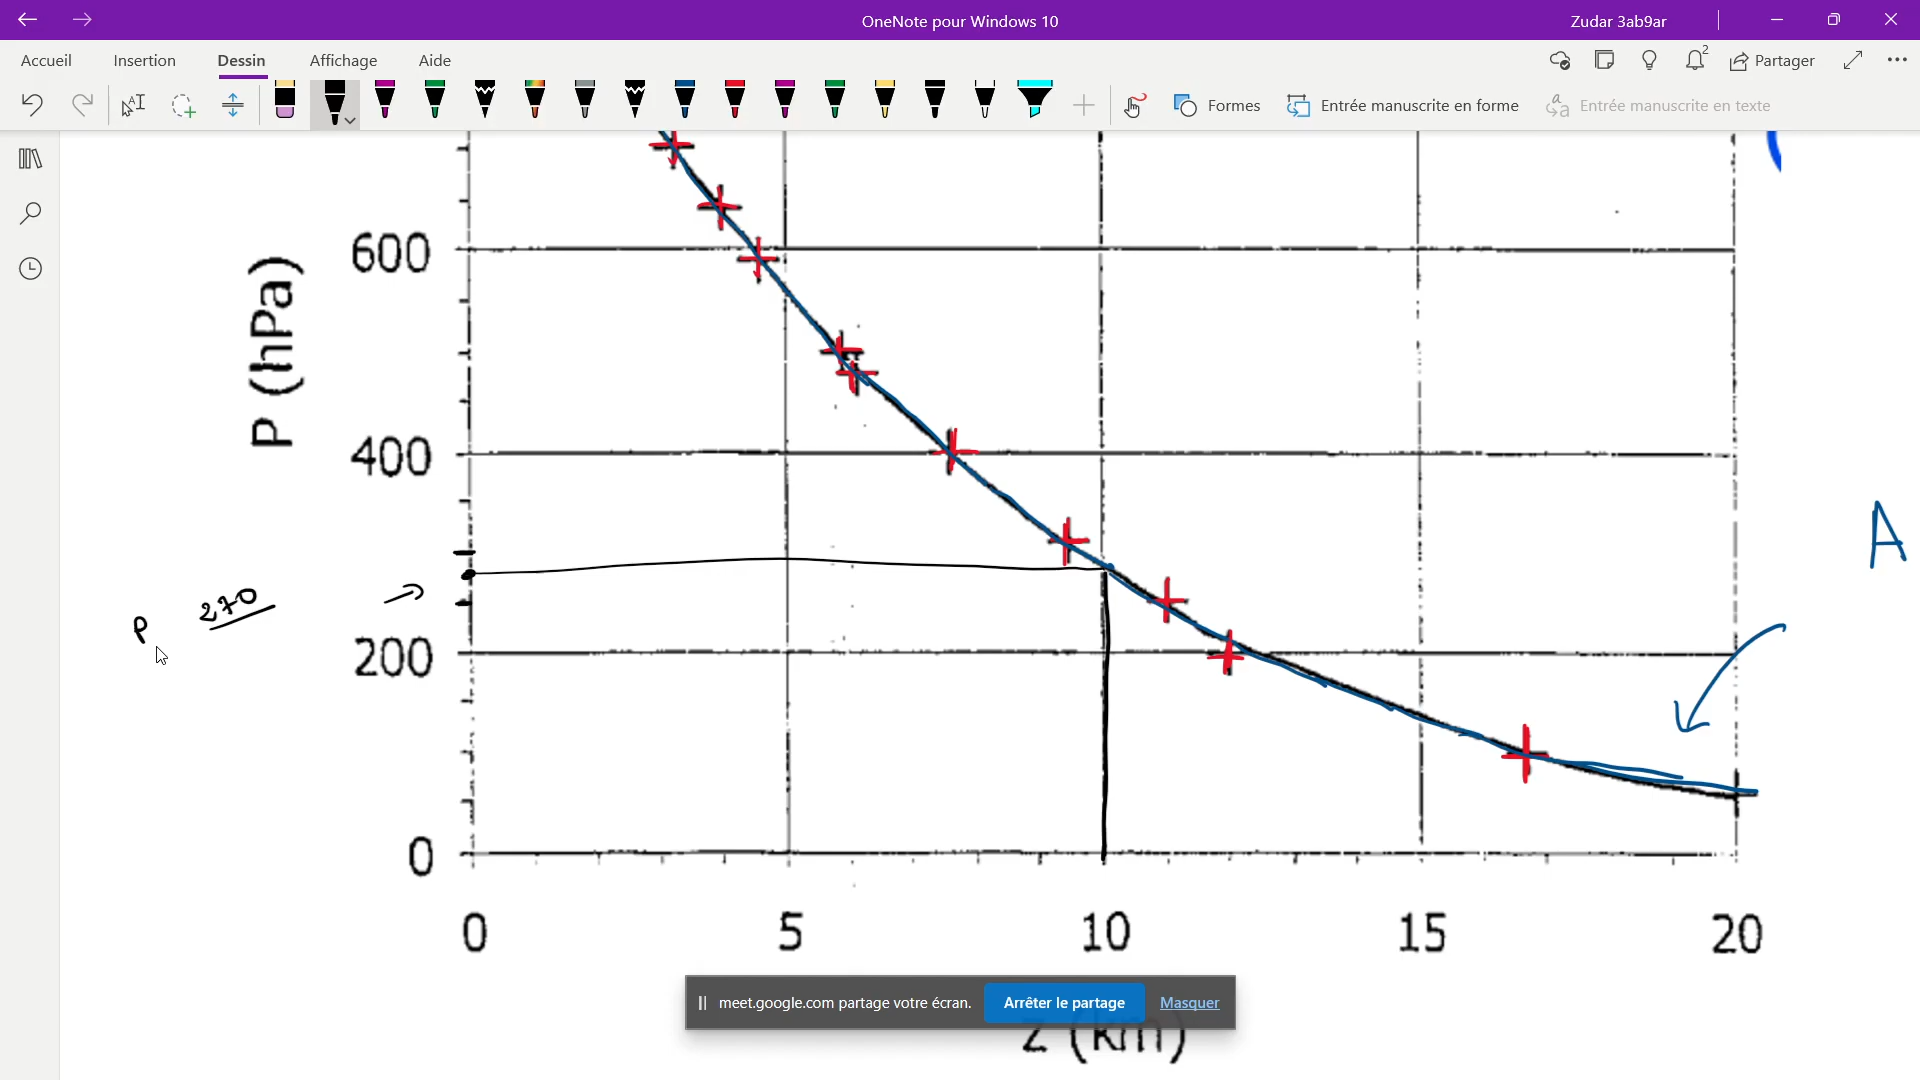 OneNote pour Windows 10
Zudar 3ab9ar
Accueil
Insertion
Dessin
Affichage
Aide
2
Partager
Formes
Entrée manuscrite en forme
Entrée manuscrite en texte
P (hPa)
600
400
200
0
P 270
A
0 5 10 15 20
meet.google.com partage votre écran.
Arrêter le partage
Masquer
z (km)